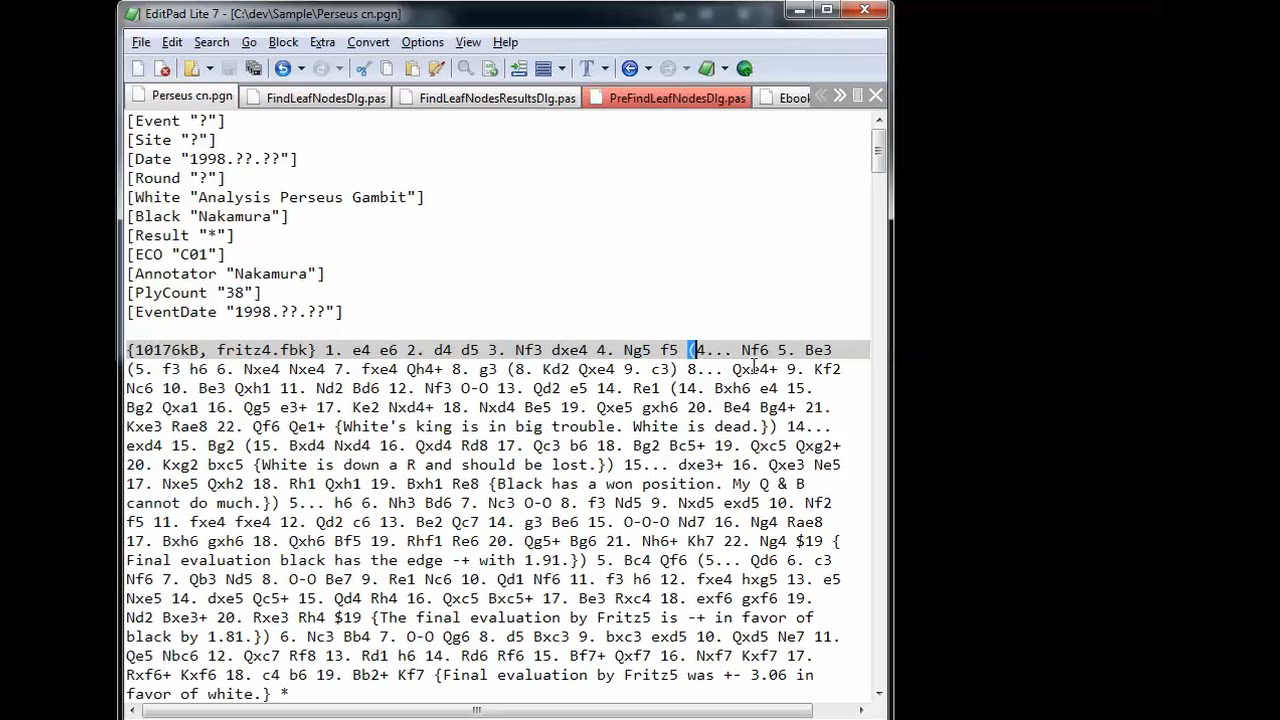 EditPad Lite 7 - [C:\dev\Sample\Perseus cn.pgn]
File Edit Search Go Block Extra Convert Options View Help
Perseus cn.pgn FindLeafNodesDlg.pas FindLeafNodesResultsDlg.pas PreFindLeafNodesDlg.pas Ebook
[Event "?"]
[Site "?"]
[Date "1998.??.??"]
[Round "?"]
[White "Analysis Perseus Gambit"]
[Black "Nakamura"]
[Result "*"]
[ECO "C01"]
[Annotator "Nakamura"]
[PlyCount "38"]
[EventDate "1998.??.??"]
{10176kB, fritz4.fbk} 1. e4 e6 2. d4 d5 3. Nf3 dxe4 4. Ng5 f5 (4... Nf6 5. Be3
(5. f3 h6 6. Nxe4 Nxe4 7. fxe4 Qh4+ 8. g3 (8. Kd2 Qxe4 9. c3) 8... Qxe4+ 9. Kf2
Nc6 10. Be3 Qxh1 11. Nd2 Bd6 12. Nf3 O-O 13. Qd2 e5 14. Re1 (14. Bxh6 e4 15.
Bg2 Qxa1 16. Qg5 e3+ 17. Ke2 Nxd4+ 18. Nxd4 Be5 19. Qxe5 gxh6 20. Be4 Bg4+ 21.
Kxe3 Rae8 22. Qf6 Qe1+ {White's king is in big trouble. White is dead.}) 14...
exd4 15. Bg2 (15. Bxd4 Nxd4 16. Qxd4 Rd8 17. Qc3 b6 18. Bg2 Bc5+ 19. Qxc5 Qxg2+
20. Kxg2 bxc5 {White is down a R and should be lost.}) 15... dxe3+ 16. Qxe3 Ne5
17. Nxe5 Qxh2 18. Rh1 Qxh1 19. Bxh1 Re8 {Black has a won position. My Q & B
cannot do much.}) 5... h6 6. Nh3 Bd6 7. Nc3 O-O 8. f3 Nd5 9. Nxd5 exd5 10. Nf2
f5 11. fxe4 fxe4 12. Qd2 c6 13. Be2 Qc7 14. g3 Be6 15. O-O-O Nd7 16. Ng4 Rae8
17. Bxh6 gxh6 18. Qxh6 Bf5 19. Rhf1 Re6 20. Qg5+ Bg6 21. Nh6+ Kh7 22. Ng4 $19 {
Final evaluation black has the edge -+ with 1.91.}) 5. Bc4 Qf6 (5... Qd6 6. c3
Nf6 7. Qb3 Nd5 8. O-O Be7 9. Re1 Nc6 10. Qd1 Nf6 11. f3 h6 12. fxe4 hxg5 13. e5
Nxe5 14. dxe5 Qc5+ 15. Qd4 Rh4 16. Qxc5 Bxc5+ 17. Be3 Rxc4 18. exf6 gxf6 19.
Nd2 Bxe3+ 20. Rxe3 Rh4 $19 {The final evaluation by Fritz5 is -+ in favor of
black by 1.81.}) 6. Nc3 Bb4 7. O-O Qg6 8. d5 Bxc3 9. bxc3 exd5 10. Qxd5 Ne7 11.
Qe5 Nbc6 12. Qxc7 Rf8 13. Rd1 h6 14. Rd6 Rf6 15. Bf7+ Qxf7 16. Nxf7 Kxf7 17.
Rxf6+ Kxf6 18. c4 b6 19. Bb2+ Kf7 {Final evaluation by Fritz5 was +- 3.06 in
favor of white.} *